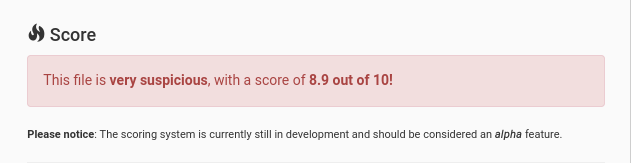 Score
This file is very suspicious, with a score of 8.9 out of 10!
Please notice: The scoring system is currently still in development and should be considered an alpha feature.